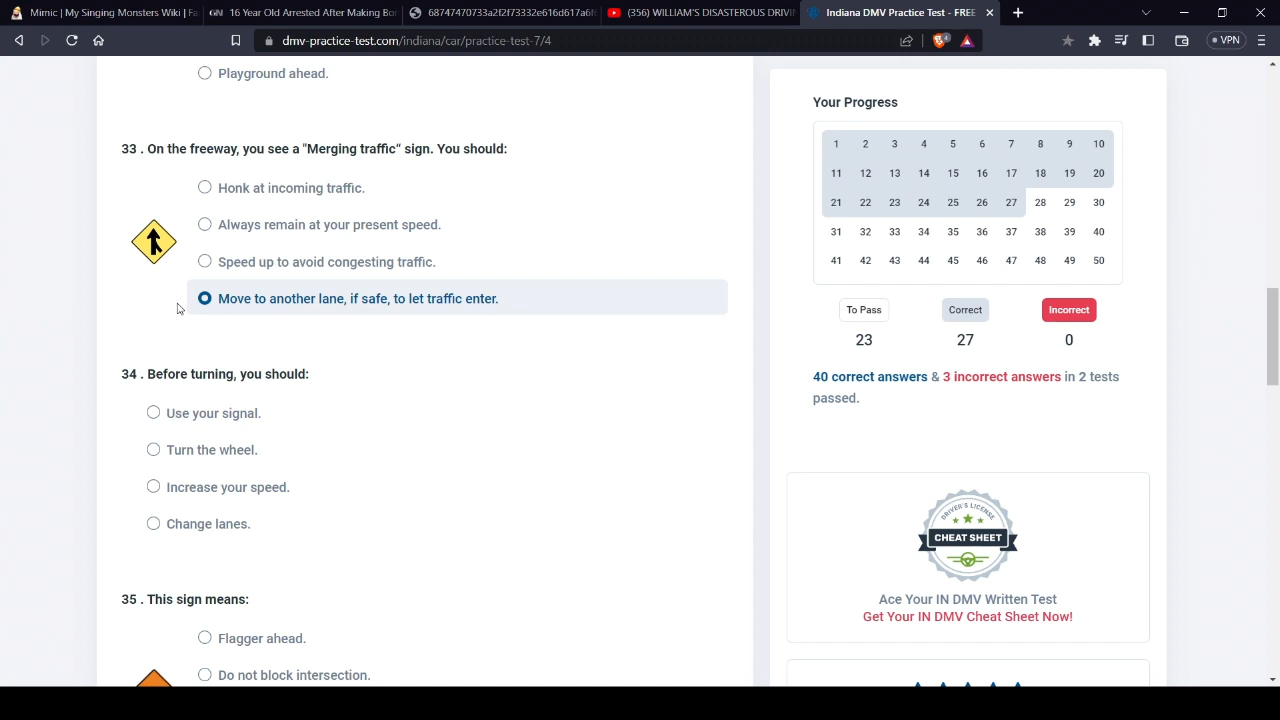 Mimic | My Singing Monsters Wiki | Fa
GN 16 Year Old Arrested After Making Bo
(356) WILLIAM'S DISASTROUS DRIVIN
Indiana DMV Practice Test - FREE
dmv-practice-test.com/indiana/car/practice-test-7/4
4
VPN
Playground ahead.
33 . On the freeway, you see a "Merging traffic“ sign. You should:
Honk at incoming traffic.
Always remain at your present speed.
Speed up to avoid congesting traffic.
Move to another lane, if safe, to let traffic enter.
34 . Before turning, you should:
Use your signal.
Turn the wheel.
Increase your speed.
Change lanes.
35 . This sign means:
Flagger ahead.
Do not block intersection.
Your Progress
1 2 3 4 5 6 7 8 9 10
11 12 13 14 15 16 17 18 19 20
21 22 23 24 25 26 27 28 29 30
31 32 33 34 35 36 37 38 39 40
41 42 43 44 45 46 47 48 49 50
To Pass Correct Incorrect
23 27 0
40 correct answers & 3 incorrect answers in 2 tests
passed.
DRIVER'S LICENSE
CHEAT SHEET
Ace Your IN DMV Written Test
Get Your IN DMV Cheat Sheet Now!